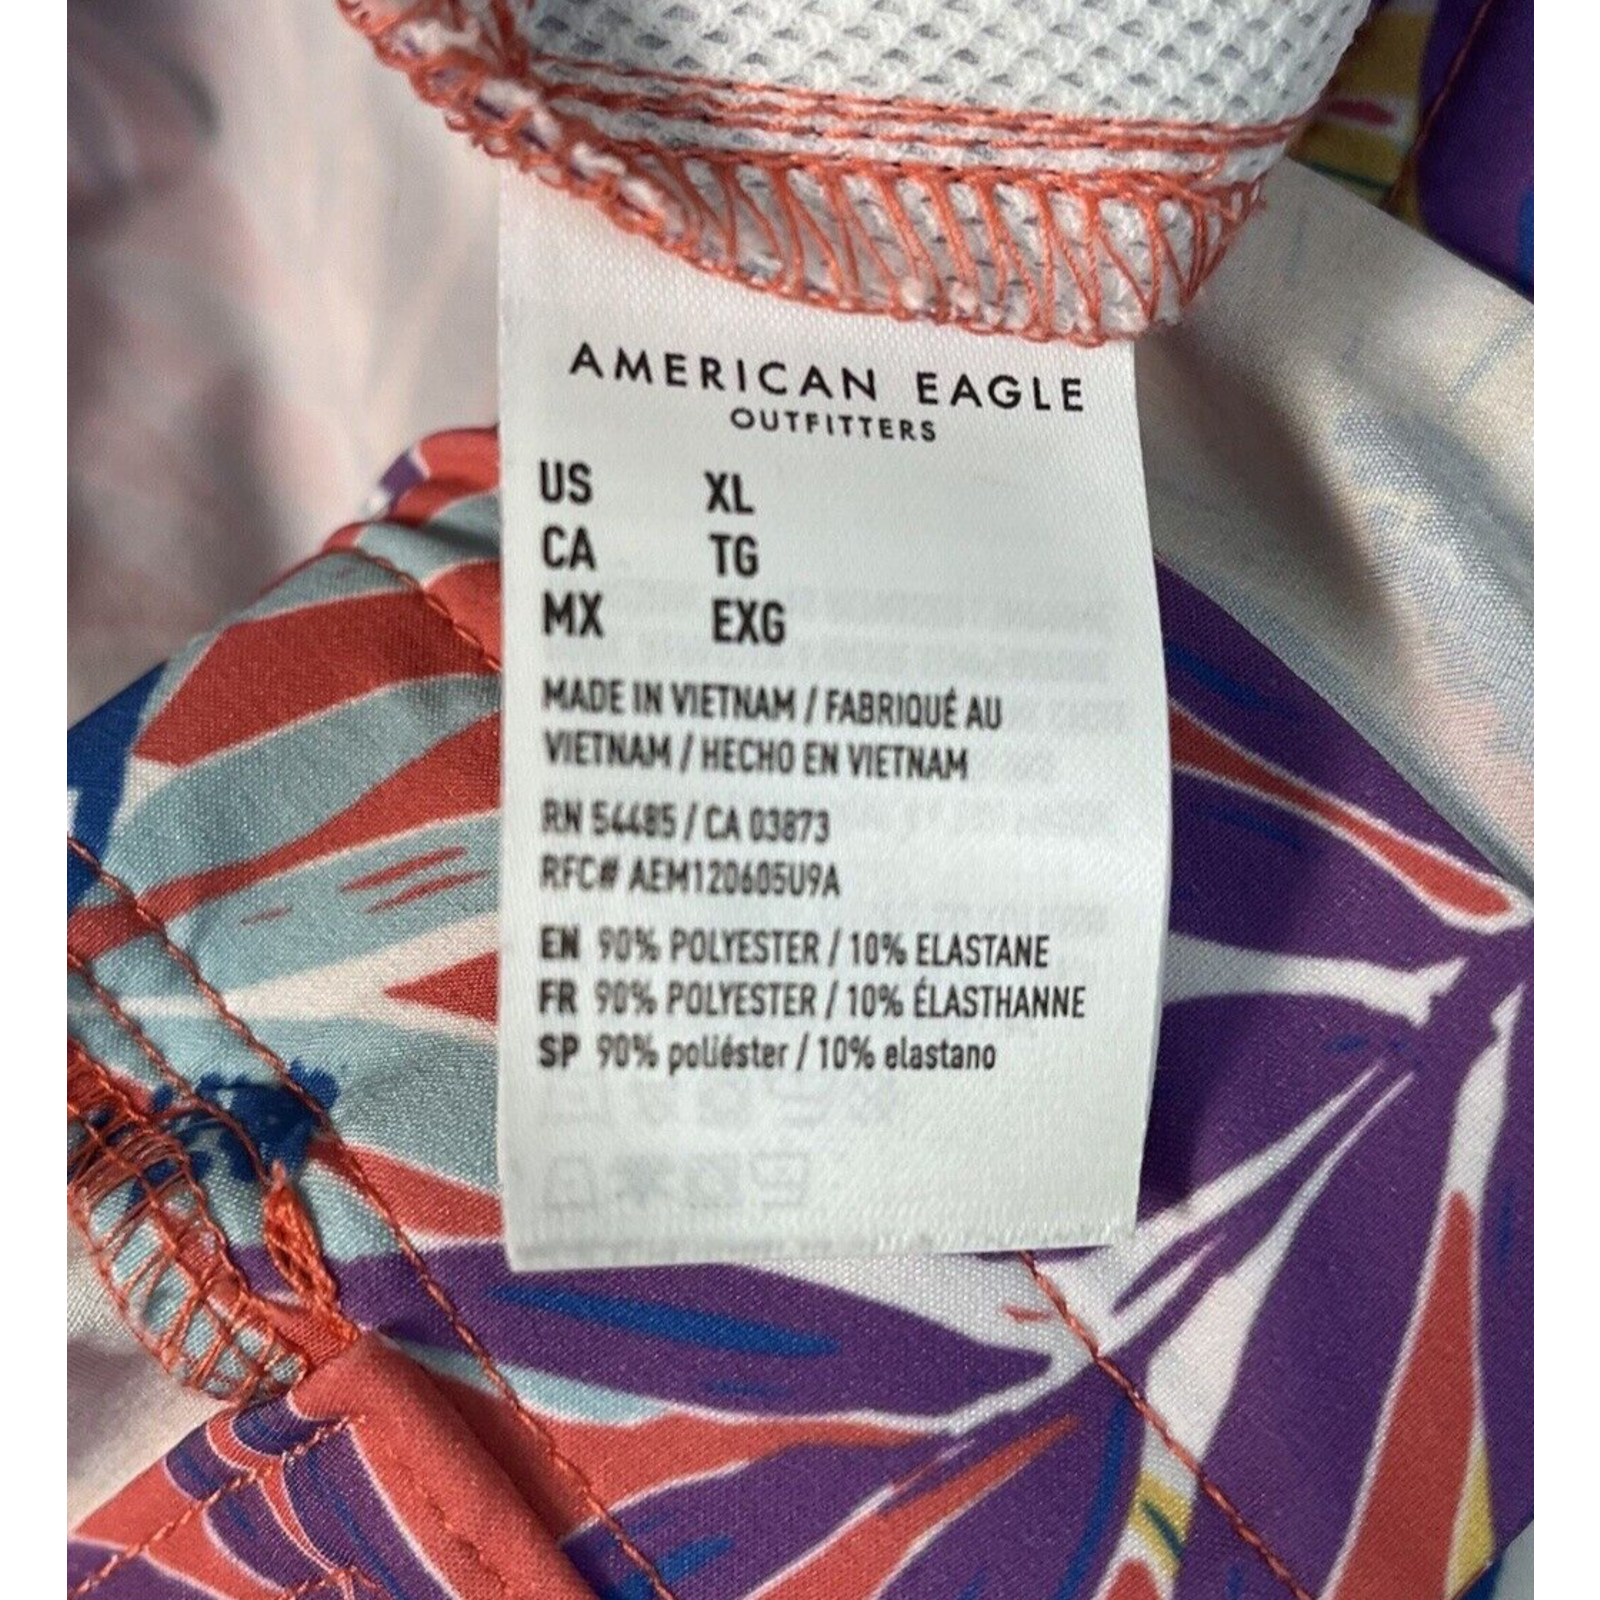 AMERICAN EAGLE
OUTFITTERS
US XL
CA TG
MX EXG
MADE IN VIETNAM / FABRIQUÉ AU
VIETNAM / HECHO EN VIETNAM
RN 54485 / CA 03873
RFC# AEM120605U9A
EN 90% POLYESTER / 10% ELASTANE
FR 90% POLYESTER / 10% ÉLASTHANNE
SP 90% poliéster / 10% elastano